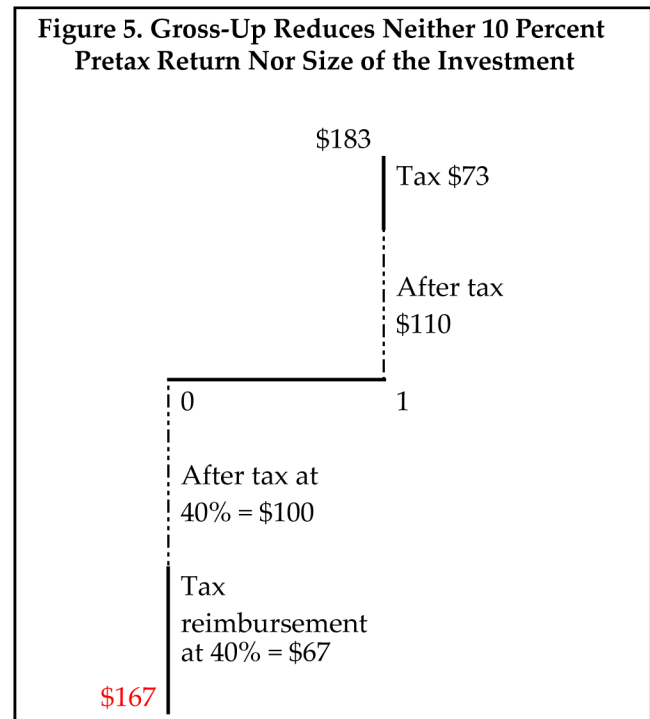 Figure 5. Gross-Up Reduces Neither 10 Percent
Pretax Return Nor Size of the Investment
$183
Tax $73
After tax
$110
0
1
After tax at
40% = $100
Tax
reimbursement
at 40% = $67
$167